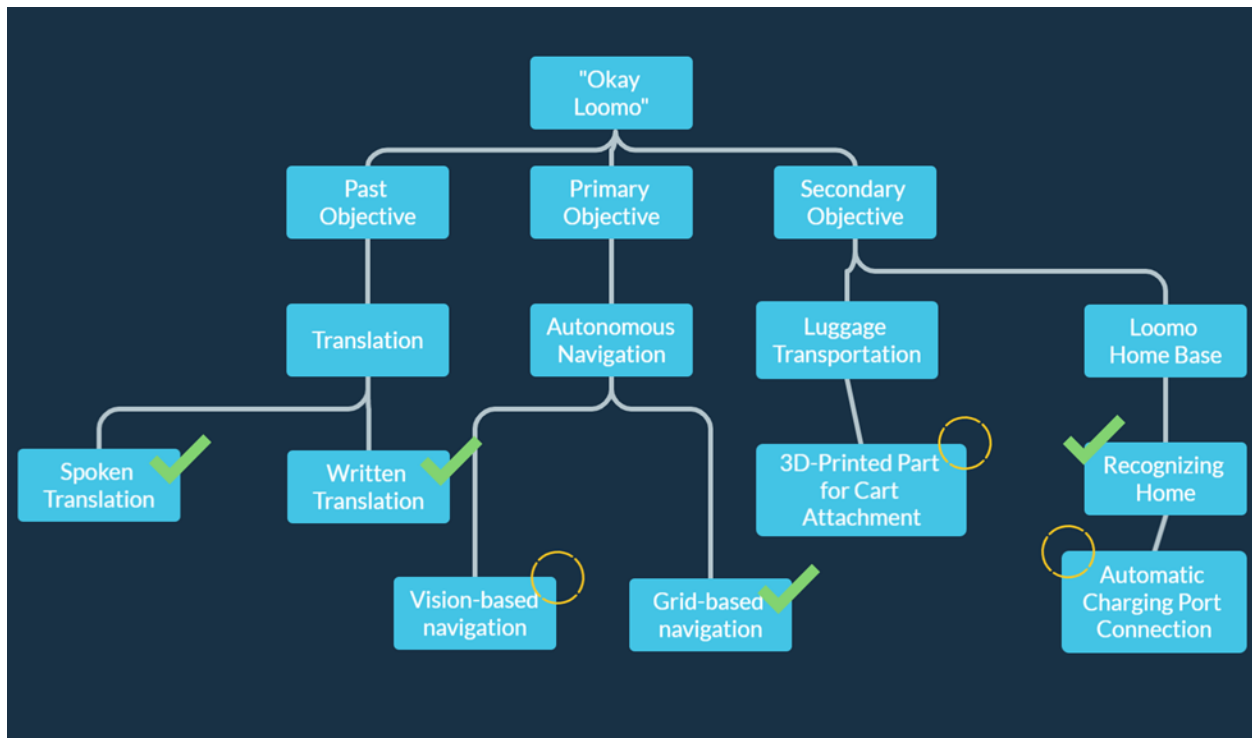 "Okay
Loomo"
Past
Objective
Primary
Objective
Secondary
Objective
Translation
Autonomous
Navigation
Luggage
Transportation
Loomo
Home Base
Spoken
Translation
Written
Translation
3D-Printed Part
for Cart
Attachment
Recognizing
Home
Vision-based
navigation
Grid-based
navigation
Automatic
Charging Port
Connection